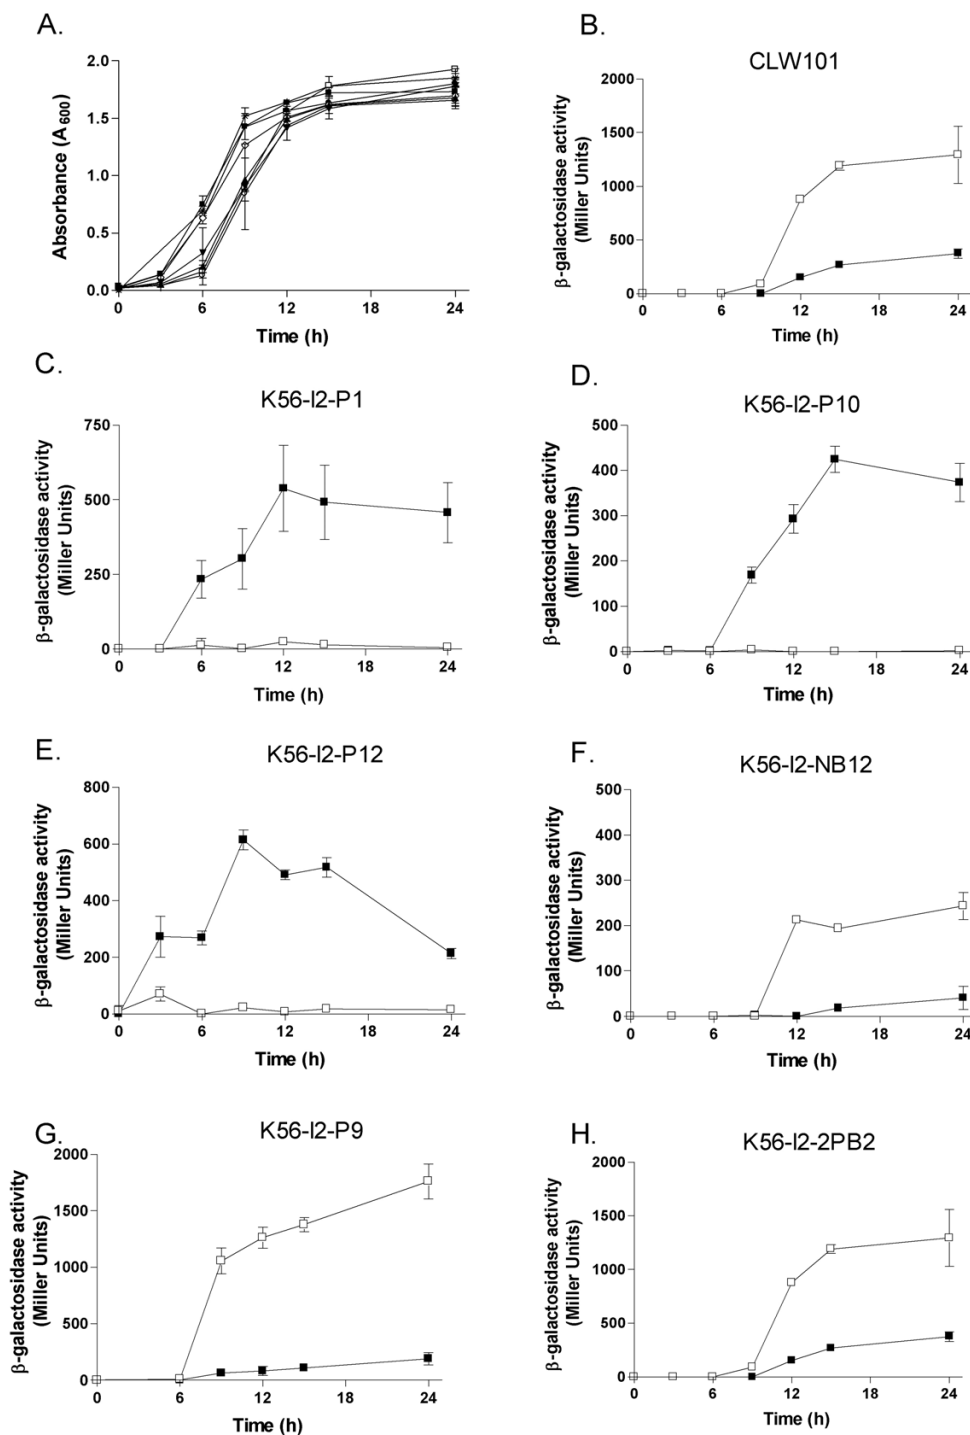 A.
2.0
1.5
1.0
0.5
0.0
Absorbance (A600)
0 6 12 18 24
Time (h)
B.
CLW101
2000
1500
1000
500
0
β-galactosidase activity
(Miller Units)
0 6 12 18 24
Time (h)
C.
K56-I2-P1
750
500
250
0
β-galactosidase activity
(Miller Units)
0 6 12 18 24
Time (h)
D.
K56-I2-P10
500
400
300
200
100
0
β-galactosidase activity
(Miller Units)
0 6 12 18 24
Time (h)
E.
K56-I2-P12
800
600
400
200
0
β-galactosidase activity
(Miller Units)
0 6 12 18 24
Time (h)
F.
K56-I2-NB12
500
400
300
200
100
0
β-galactosidase activity
(Miller Units)
0 6 12 18 24
Time (h)
G.
K56-I2-P9
2000
1500
1000
500
0
β-galactosidase activity
(Miller Units)
0 6 12 18 24
Time (h)
H.
K56-I2-2PB2
2000
1500
1000
500
0
β-galactosidase activity
(Miller Units)
0 6 12 18 24
Time (h)